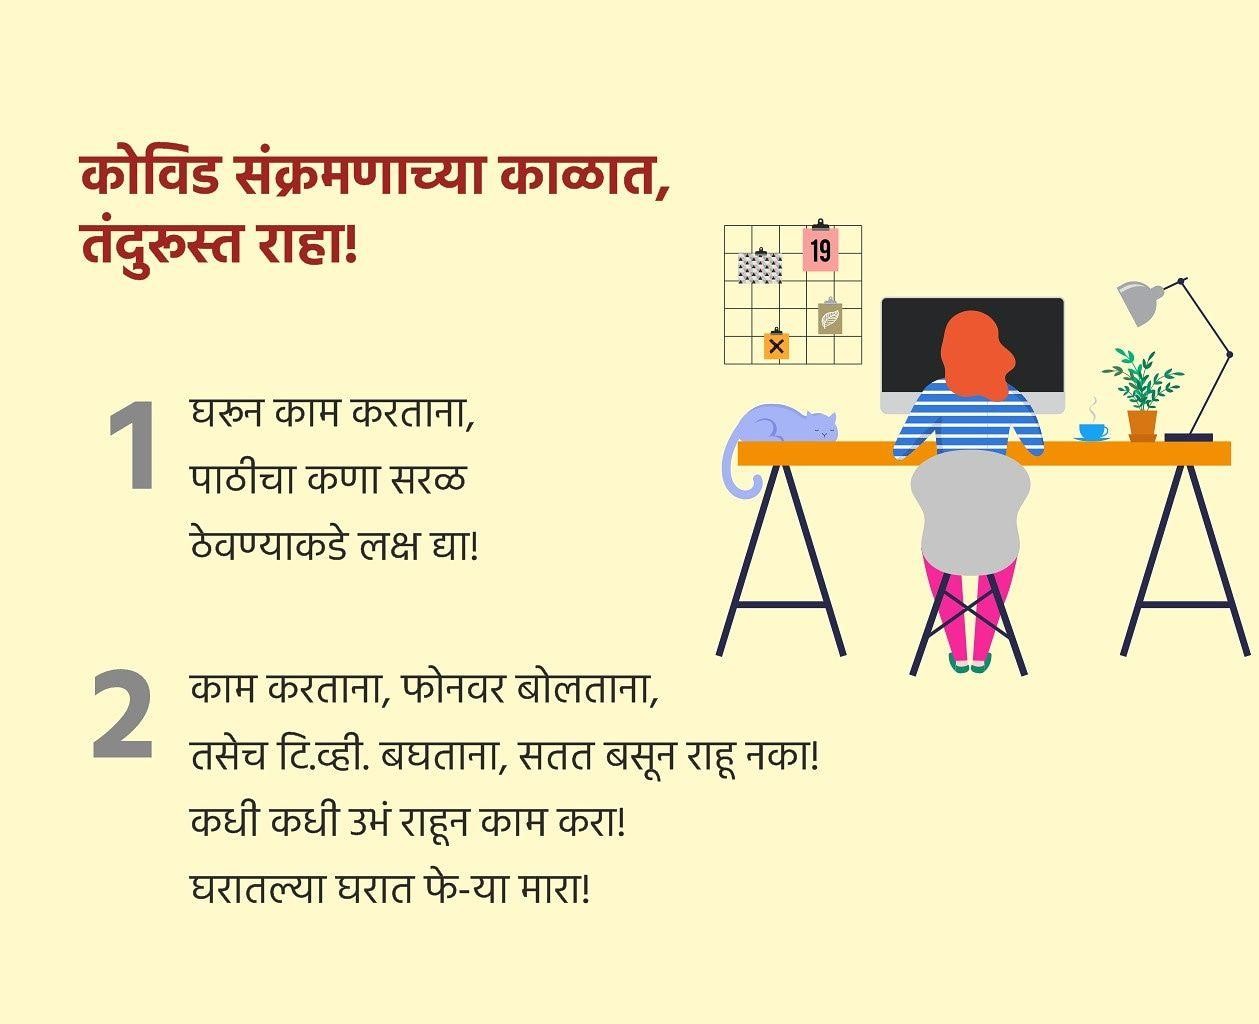 कोविड संक्रमणाच्या काळात,
तंदुरूस्त राहा!
19
1 घरून काम करताना,
पाठीचा कणा सरळ
ठेवण्याकडे लक्ष द्या!
2 काम करताना, फोनवर बोलताना,
तसेच टि.व्ही. बघताना, सतत बसून राहू नका!
कधी कधी उभं राहून काम करा!
घरातल्या घरात फे-या मारा!